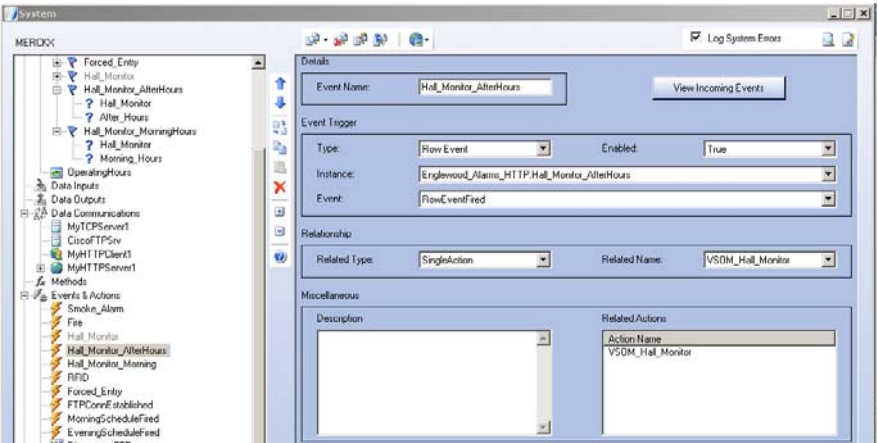 System
MERCKX
Log System Errors
Forced_Entry
Hall_Monitor
Hall_Monitor_AfterHours
Hall_Monitor
After_Hours
Hall_Monitor_MorningHours
Hall_Monitor
Morning_Hours
OperatingHours
Data Inputs
Data Outputs
Data Communications
MyTCPServer1
CiscoFTPSrv
MyHTTPClient1
MyHTTPServer1
Methods
Events & Actions
Smoke_Alarm
Fire
Hall_Monitor
Hall_Monitor_AfterHours
Hall_Monitor_Morning
RFID
Forced_Entry
FTPConnEstablished
MorningScheduleFired
EveningScheduleFired
Details
Event Name: Hall_Monitor_AfterHours View Incoming Events
Event Trigger
Type: Row Event Enabled: True
Instance: Englewood_Alarms_HTTP.Hall_Monitor_AfterHours
Event: RowEventFired
Relationship
Related Type: SingleAction Related Name: VSOM_Hall_Monitor
Miscellaneous
Description Related Actions
Action Name
VSOM_Hall_Monitor